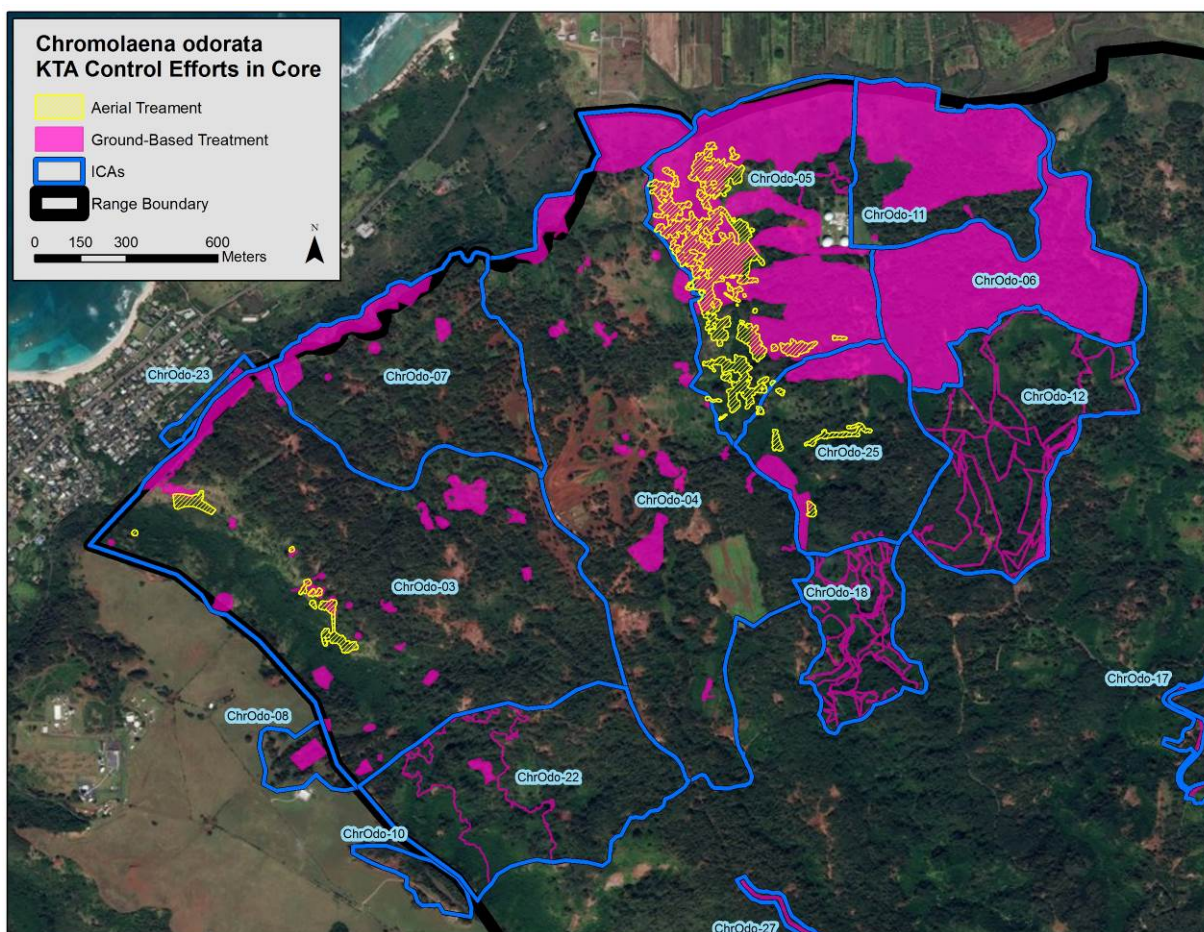 Chromolaena odorata
KTA Control Efforts in Core
Aerial Treament
Ground-Based Treatment
ICAs
Range Boundary
0 150 300 600
Meters
N
ChrOdo-05
ChrOdo-11
ChrOdo-06
ChrOdo-23
ChrOdo-07
ChrOdo-12
ChrOdo-25
ChrOdo-04
ChrOdo-03
ChrOdo-18
ChrOdo-17
ChrOdo-08
ChrOdo-22
ChrOdo-10
ChrOdo-27